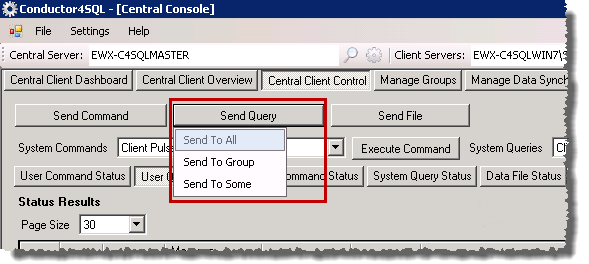 Conductor4SQL - [Central Console]
File Settings Help
Central Server: EWX-C4SQLMASTER Client Servers: EWX-C4SQLWIN7\S
Central Client Dashboard Central Client Overview Central Client Control Manage Groups Manage Data Synch
Send Command Send Query Send File
Send To All
System Commands Client Puls Execute Command System Queries Cl
Send To Group
User Command Status User Q Command Status System Query Status Data File Status
Send To Some
Status Results
Page Size 30